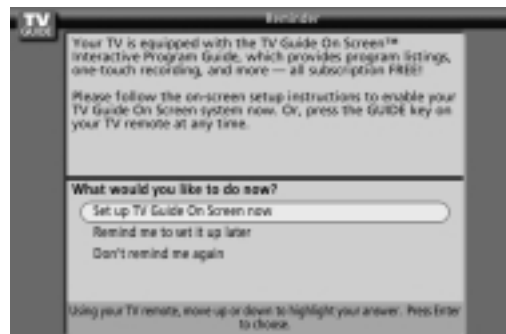 TV
GUIDE
Reminder
Your TV is equipped with the TV Guide On Screen™
Interactive Program Guide, which provides program listings,
one-touch recording, and more — all subscription FREE!
Please follow the on-screen setup instructions to enable your
TV Guide On Screen system now. Or, press the GUIDE key on
your TV remote at any time.
What would you like to do now?
Set up TV Guide On Screen now
Remind me to set it up later
Don't remind me again
Using your TV remote, move up or down to highlight your answer. Press Enter
to choose.